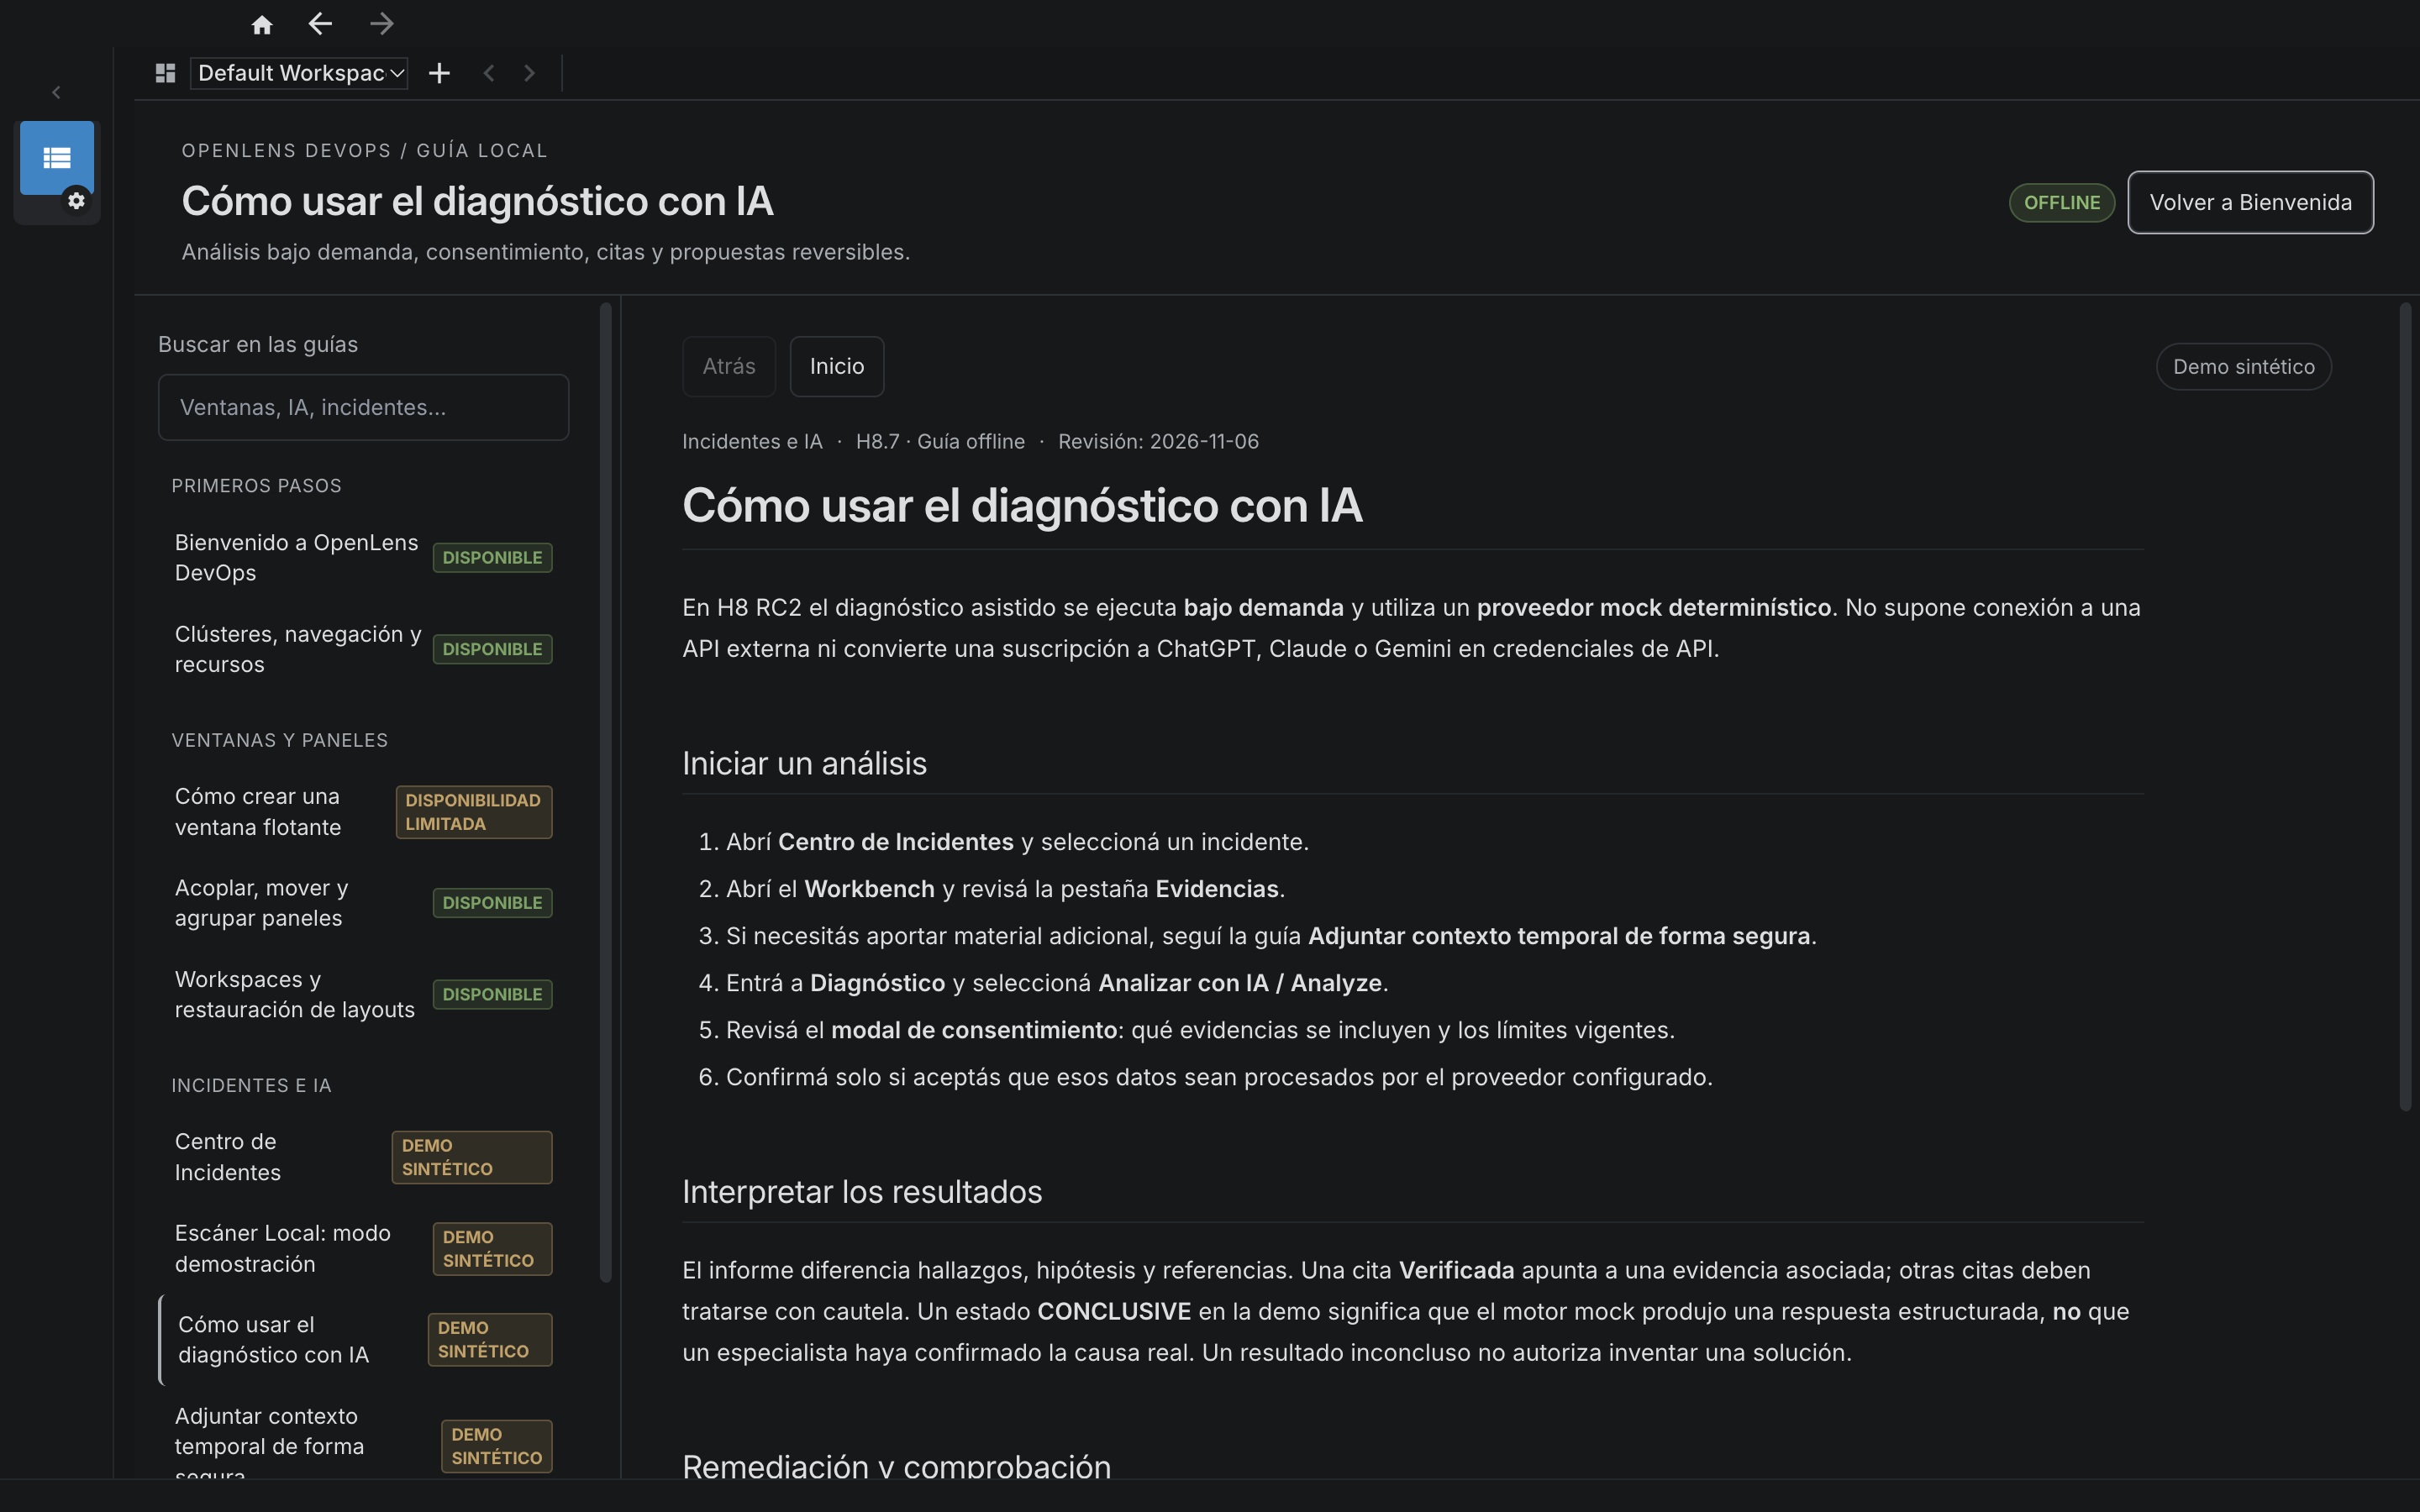 Default Workspac
OPENLENS DEVOPS / GUÍA LOCAL
Cómo usar el diagnóstico con IA
Análisis bajo demanda, consentimiento, citas y propuestas reversibles.
OFFLINE
Volver a Bienvenida
Buscar en las guías
Ventanas, IA, incidentes...
PRIMEROS PASOS
Bienvenido a OpenLens
DevOps
DISPONIBLE
Clústeres, navegación y
recursos
DISPONIBLE
VENTANAS Y PANELES
Cómo crear una
ventana flotante
DISPONIBILIDAD
LIMITADA
Acoplar, mover y
agrupar paneles
DISPONIBLE
Workspaces y
restauración de layouts
DISPONIBLE
INCIDENTES E IA
Centro de
Incidentes
DEMO
SINTÉTICO
Escáner Local: modo
demostración
DEMO
SINTÉTICO
Cómo usar el
diagnóstico con IA
DEMO
SINTÉTICO
Adjuntar contexto
temporal de forma
segura
DEMO
SINTÉTICO
Atrás
Inicio
Demo sintético
Incidentes e IA · H8.7 · Guía offline · Revisión: 2026-11-06
Cómo usar el diagnóstico con IA
En H8 RC2 el diagnóstico asistido se ejecuta bajo demanda y utiliza un proveedor mock determinístico. No supone conexión a una
API externa ni convierte una suscripción a ChatGPT, Claude o Gemini en credenciales de API.
Iniciar un análisis
1. Abrí Centro de Incidentes y seleccioná un incidente.
2. Abrí el Workbench y revisá la pestaña Evidencias.
3. Si necesitás aportar material adicional, seguí la guía Adjuntar contexto temporal de forma segura.
4. Entrá a Diagnóstico y seleccioná Analizar con IA / Analyze.
5. Revisá el modal de consentimiento: qué evidencias se incluyen y los límites vigentes.
6. Confirmá solo si aceptás que esos datos sean procesados por el proveedor configurado.
Interpretar los resultados
El informe diferencia hallazgos, hipótesis y referencias. Una cita Verificada apunta a una evidencia asociada; otras citas deben
tratarse con cautela. Un estado CONCLUSIVE en la demo significa que el motor mock produjo una respuesta estructurada, no que
un especialista haya confirmado la causa real. Un resultado inconcluso no autoriza inventar una solución.
Remediación y comprobación